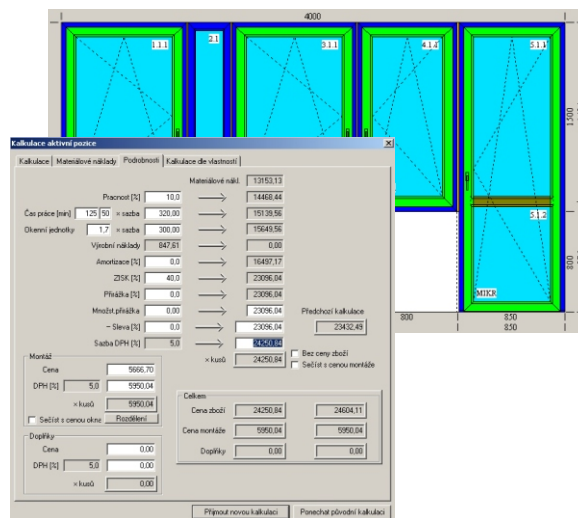 4000
1.1.1
2.1
3.1.1
4.1.2
5.1.1
1500
Kalkulace aktivní pozice
Kalkulace
Materiálové náklady
Podrobnosti
Kalkulace dle vlastností
Materiálové nákl. 13153,13
Pracnost [%] 10,0 14468,44
Čas práce [min] 125 50 × sazba 320,00 15139,56
Okenní jednotky 1,7 × sazba 300,00 15649,56
Výrobní náklady 847,61 0,00
Amortizace [%] 0,0 16497,17
ZISK [%] 40,0 23096,04
Přirážka [%] 0,0 23096,04
Množst.přirážka 0,00 23096,04
− Sleva [%] 0,0 23096,04
Sazba DPH [%] 5,0 24250,84
× kusů 24250,84
Předchozí kalkulace
23432,49
Bez ceny zboží
Sečíst s cenou montáže
5.1.2
800
MIKR
800
850
850
Montáž
Cena 5666,70
DPH [%] 5,0 5950,04
× kusů 5950,04
Sečíst s cenou okna
Rozdělení
Doplňky
Cena 0,00
DPH [%] 5,0 0,00
× kusů 0,00
Celkem
Cena zboží 24250,84 24604,11
Cena montáže 5950,04 5950,04
Doplňky 0,00 0,00
Přijmout novou kalkulaci
Ponechat původní kalkulaci